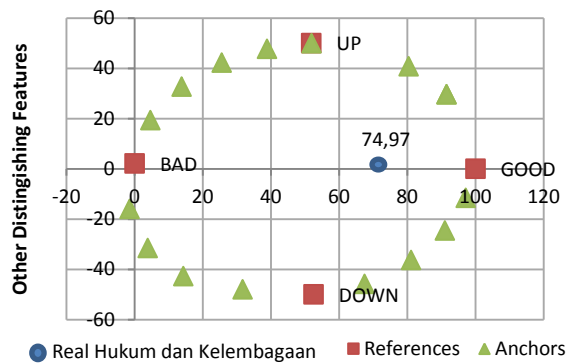 Other Distingishing Features
60
40
20
0
-20
-40
-60
-20 0 20 40 60 80 100 120
UP
74,97
BAD
GOOD
DOWN
Real Hukum dan Kelembagaan References Anchors